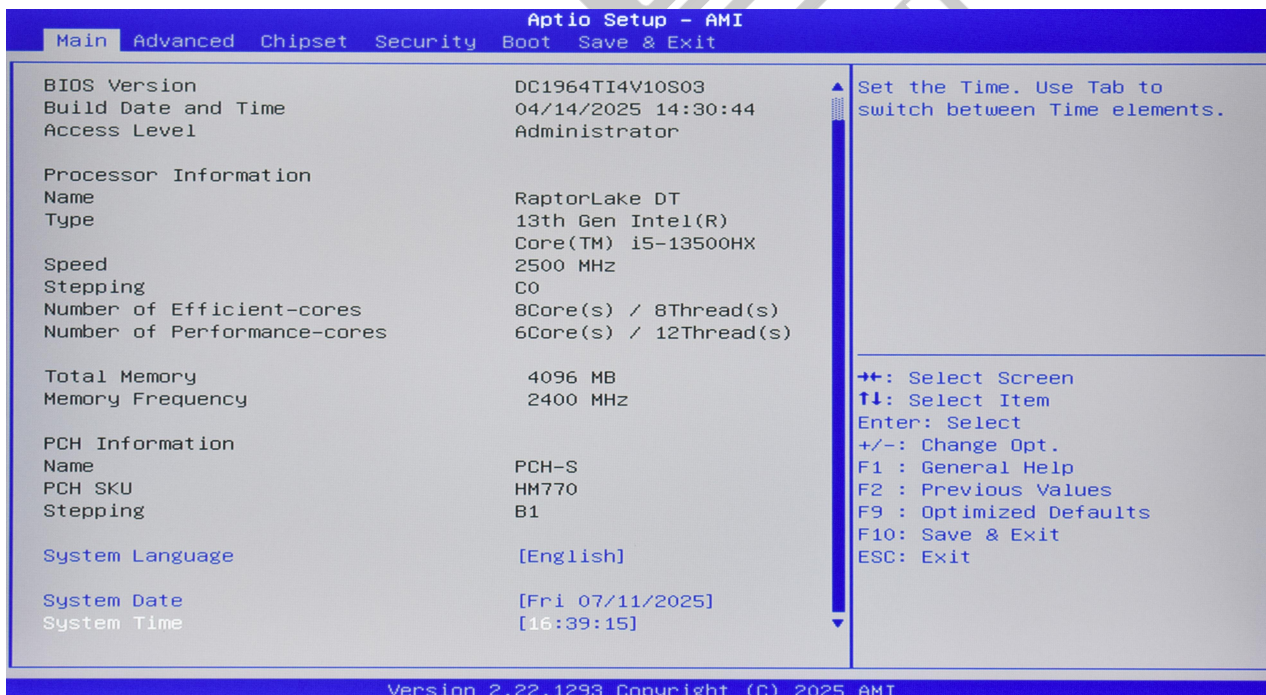 Aptio Setup - AMI
Main Advanced Chipset Security Boot Save & Exit
BIOS Version DC1964TI4V10S03
Build Date and Time 04/14/2025 14:30:44
Access Level Administrator
Processor Information
Name RaptorLake DT
Type 13th Gen Intel(R)
Core(TM) i5-13500HX
Speed 2500 MHz
Stepping C0
Number of Efficient-cores 8Core(s) / 8Thread(s)
Number of Performance-cores 6Core(s) / 12Thread(s)
Total Memory 4096 MB
Memory Frequency 2400 MHz
PCH Information
Name PCH-S
PCH SKU HM770
Stepping B1
System Language [English]
System Date [Fri 07/11/2025]
System Time [16:39:15]
Set the Time. Use Tab to
switch between Time elements.
→←: Select Screen
↑↓: Select Item
Enter: Select
+/-: Change Opt.
F1 : General Help
F2 : Previous Values
F9 : Optimized Defaults
F10: Save & Exit
ESC: Exit
Version 2.22.1293 Copyright (C) 2025 AMI